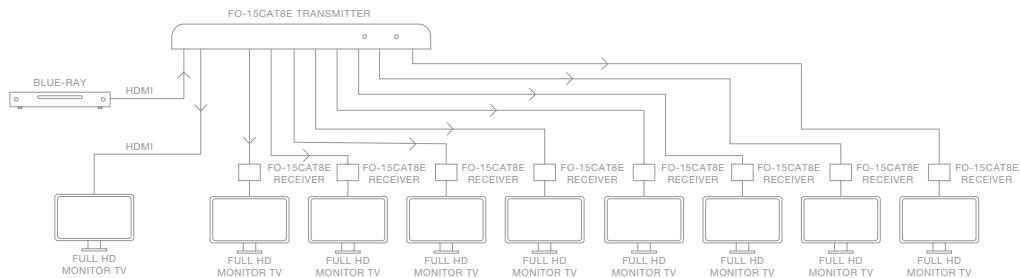 FO-15CAT8E TRANSMITTER
BLUE-RAY
HDMI
HDMI
FO-15CAT8E
RECEIVER
FO-15CAT8E
RECEIVER
FO-15CAT8E
RECEIVER
FO-15CAT8E
RECEIVER
FO-15CAT8E
RECEIVER
FO-15CAT8E
RECEIVER
FO-15CAT8E
RECEIVER
FO-15CAT8E
RECEIVER
FULL HD
MONITOR TV
FULL HD
MONITOR TV
FULL HD
MONITOR TV
FULL HD
MONITOR TV
FULL HD
MONITOR TV
FULL HD
MONITOR TV
FULL HD
MONITOR TV
FULL HD
MONITOR TV
FULL HD
MONITOR TV